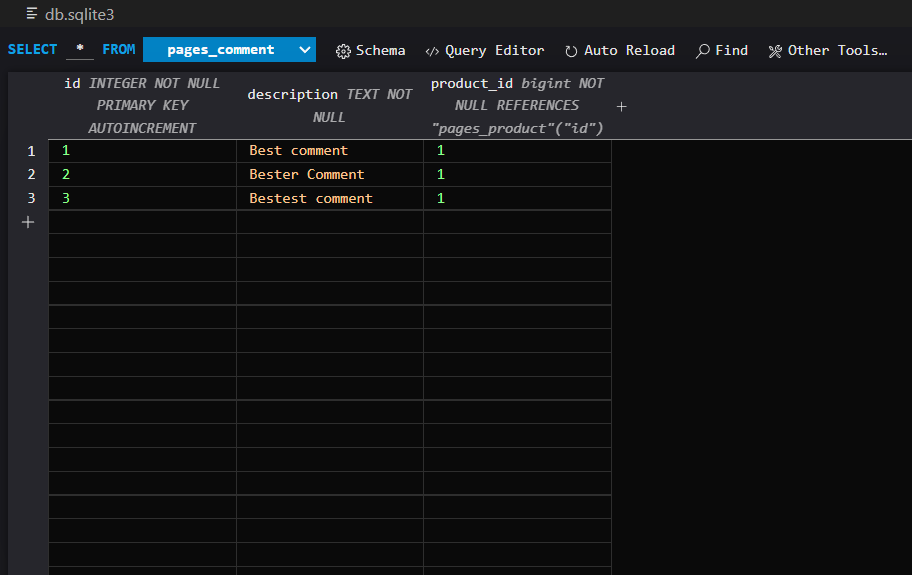 db.sqlite3
SELECT * FROM pages_comment Schema Query Editor Auto Reload Find Other Tools…
id INTEGER NOT NULL
PRIMARY KEY
AUTOINCREMENT
description TEXT NOT
NULL
product_id bigint NOT
NULL REFERENCES
"pages_product"("id")
+
1 1 Best comment 1
2 2 Bester Comment 1
3 3 Bestest comment 1
+